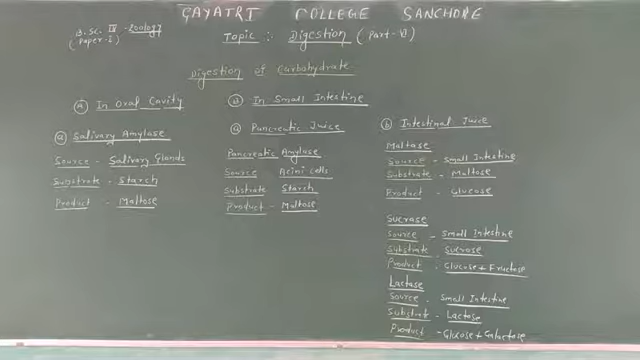 GAYATRI COLLEGE SANCHORE
B.Sc. III - Zoology
(Paper-I)
Topic : Digestion (Part-V)
Digestion of Carbohydrate
(A) In Oral Cavity
(a) Salivary Amylase
Source - Salivary Glands
Substrate - Starch
Product - Maltose
(B) In Small Intestine
(a) Pancreatic Juice
Pancreatic Amylase
Source Acini cells
Substrate Starch
Product - Maltose
(b) Intestinal Juice
Maltase
Source - Small Intestine
Substrate - Maltose
Product - Glucose
Sucrase
Source - Small Intestine
Substrate - Sucrose
Product : Glucose + Fructose
Lactase
Source - Small Intestine
Substrate - Lactose
Product - Glucose + Galactose